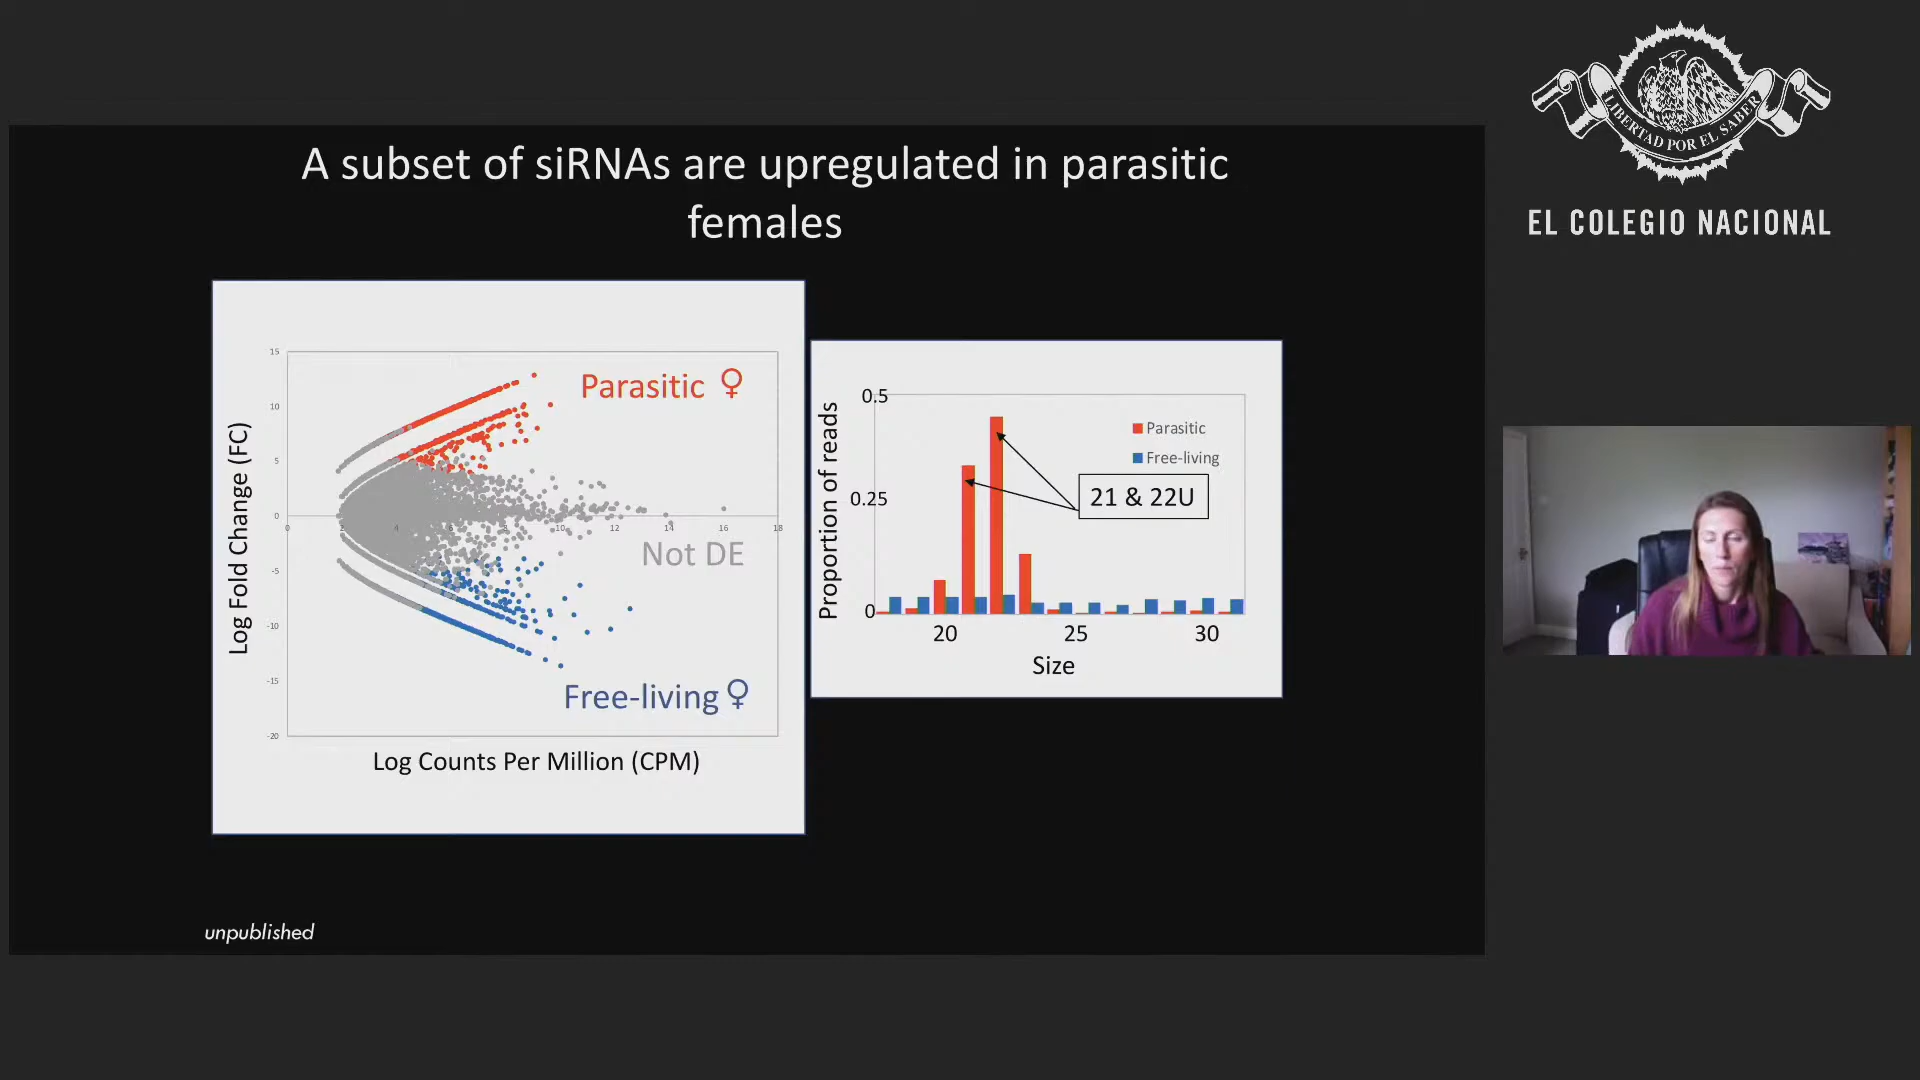 LIBERTAD POR EL SABER
EL COLEGIO NACIONAL
A subset of siRNAs are upregulated in parasitic
females
Log Fold Change (FC)
15
10
5
0
-5
-10
-15
-20
0
2
4
6
8
10
12
14
16
18
Parasitic ♀
Not DE
Free-living ♀
Log Counts Per Million (CPM)
Proportion of reads
0.5
0.25
0
Parasitic
Free-living
21 & 22U
20
25
30
Size
unpublished